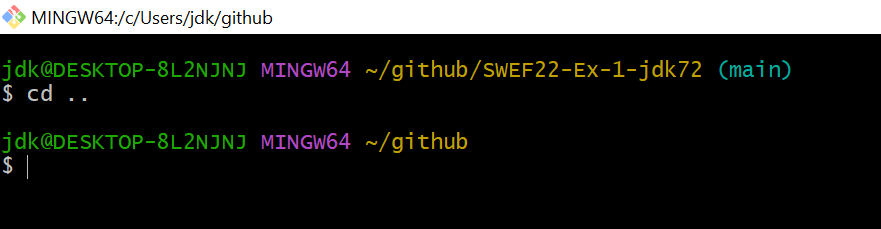 MINGW64:/c/Users/jdk/github
jdk@DESKTOP-8L2NJNJ MINGW64 ~/github/SWEF22-Ex-1-jdk72 (main)
$ cd ..
jdk@DESKTOP-8L2NJNJ MINGW64 ~/github
$